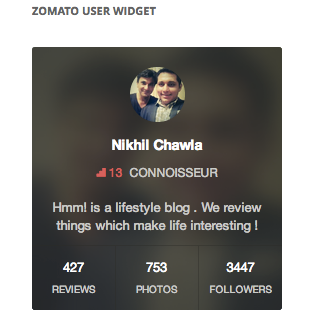 ZOMATO USER WIDGET
Nikhil Chawla
13 CONNOISSEUR
Hmm! is a lifestyle blog . We review
things which make life interesting !
427 753 3447
REVIEWS PHOTOS FOLLOWERS